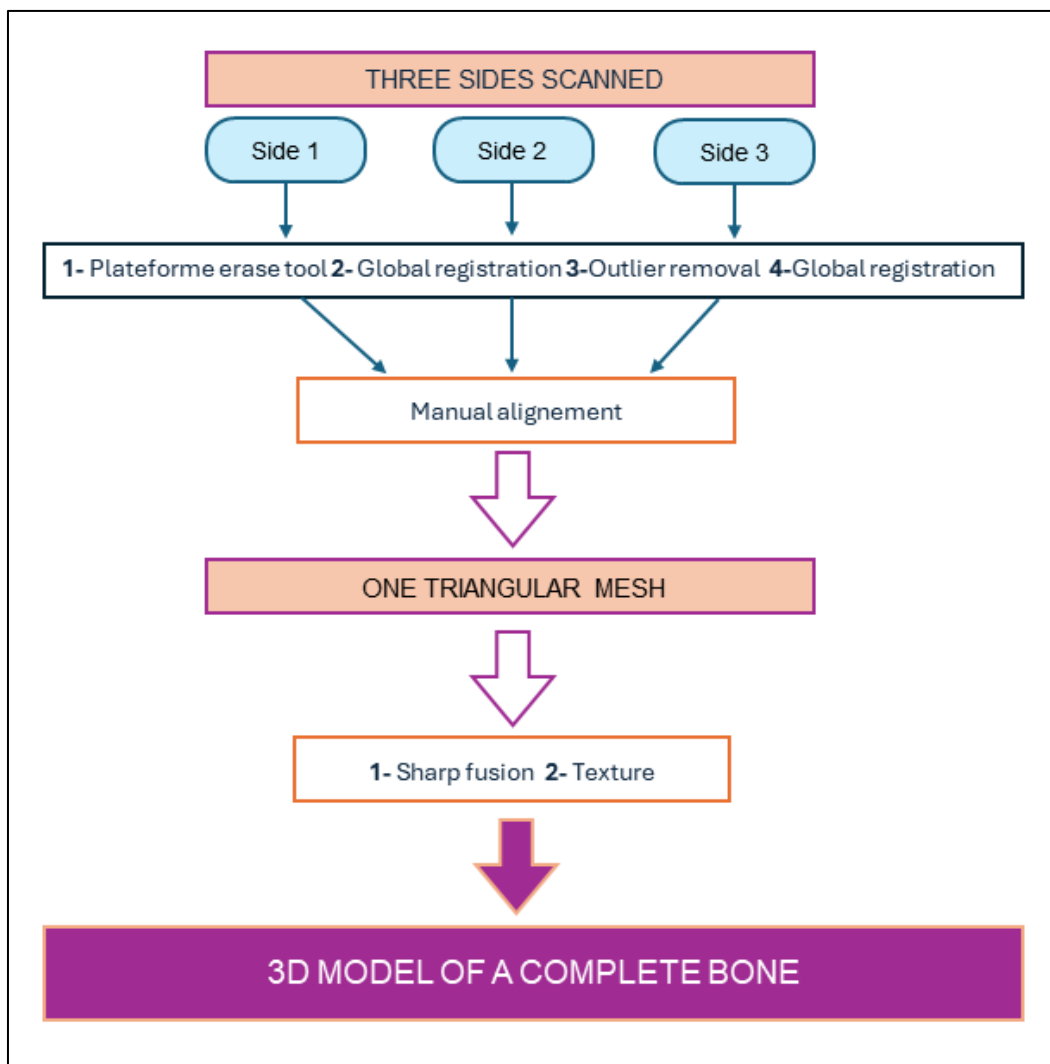 THREE SIDES SCANNED
Side 1
Side 2
Side 3
1- Plateforme erase tool 2- Global registration 3-Outlier removal 4-Global registration
Manual alignement
ONE TRIANGULAR MESH
1- Sharp fusion 2- Texture
3D MODEL OF A COMPLETE BONE